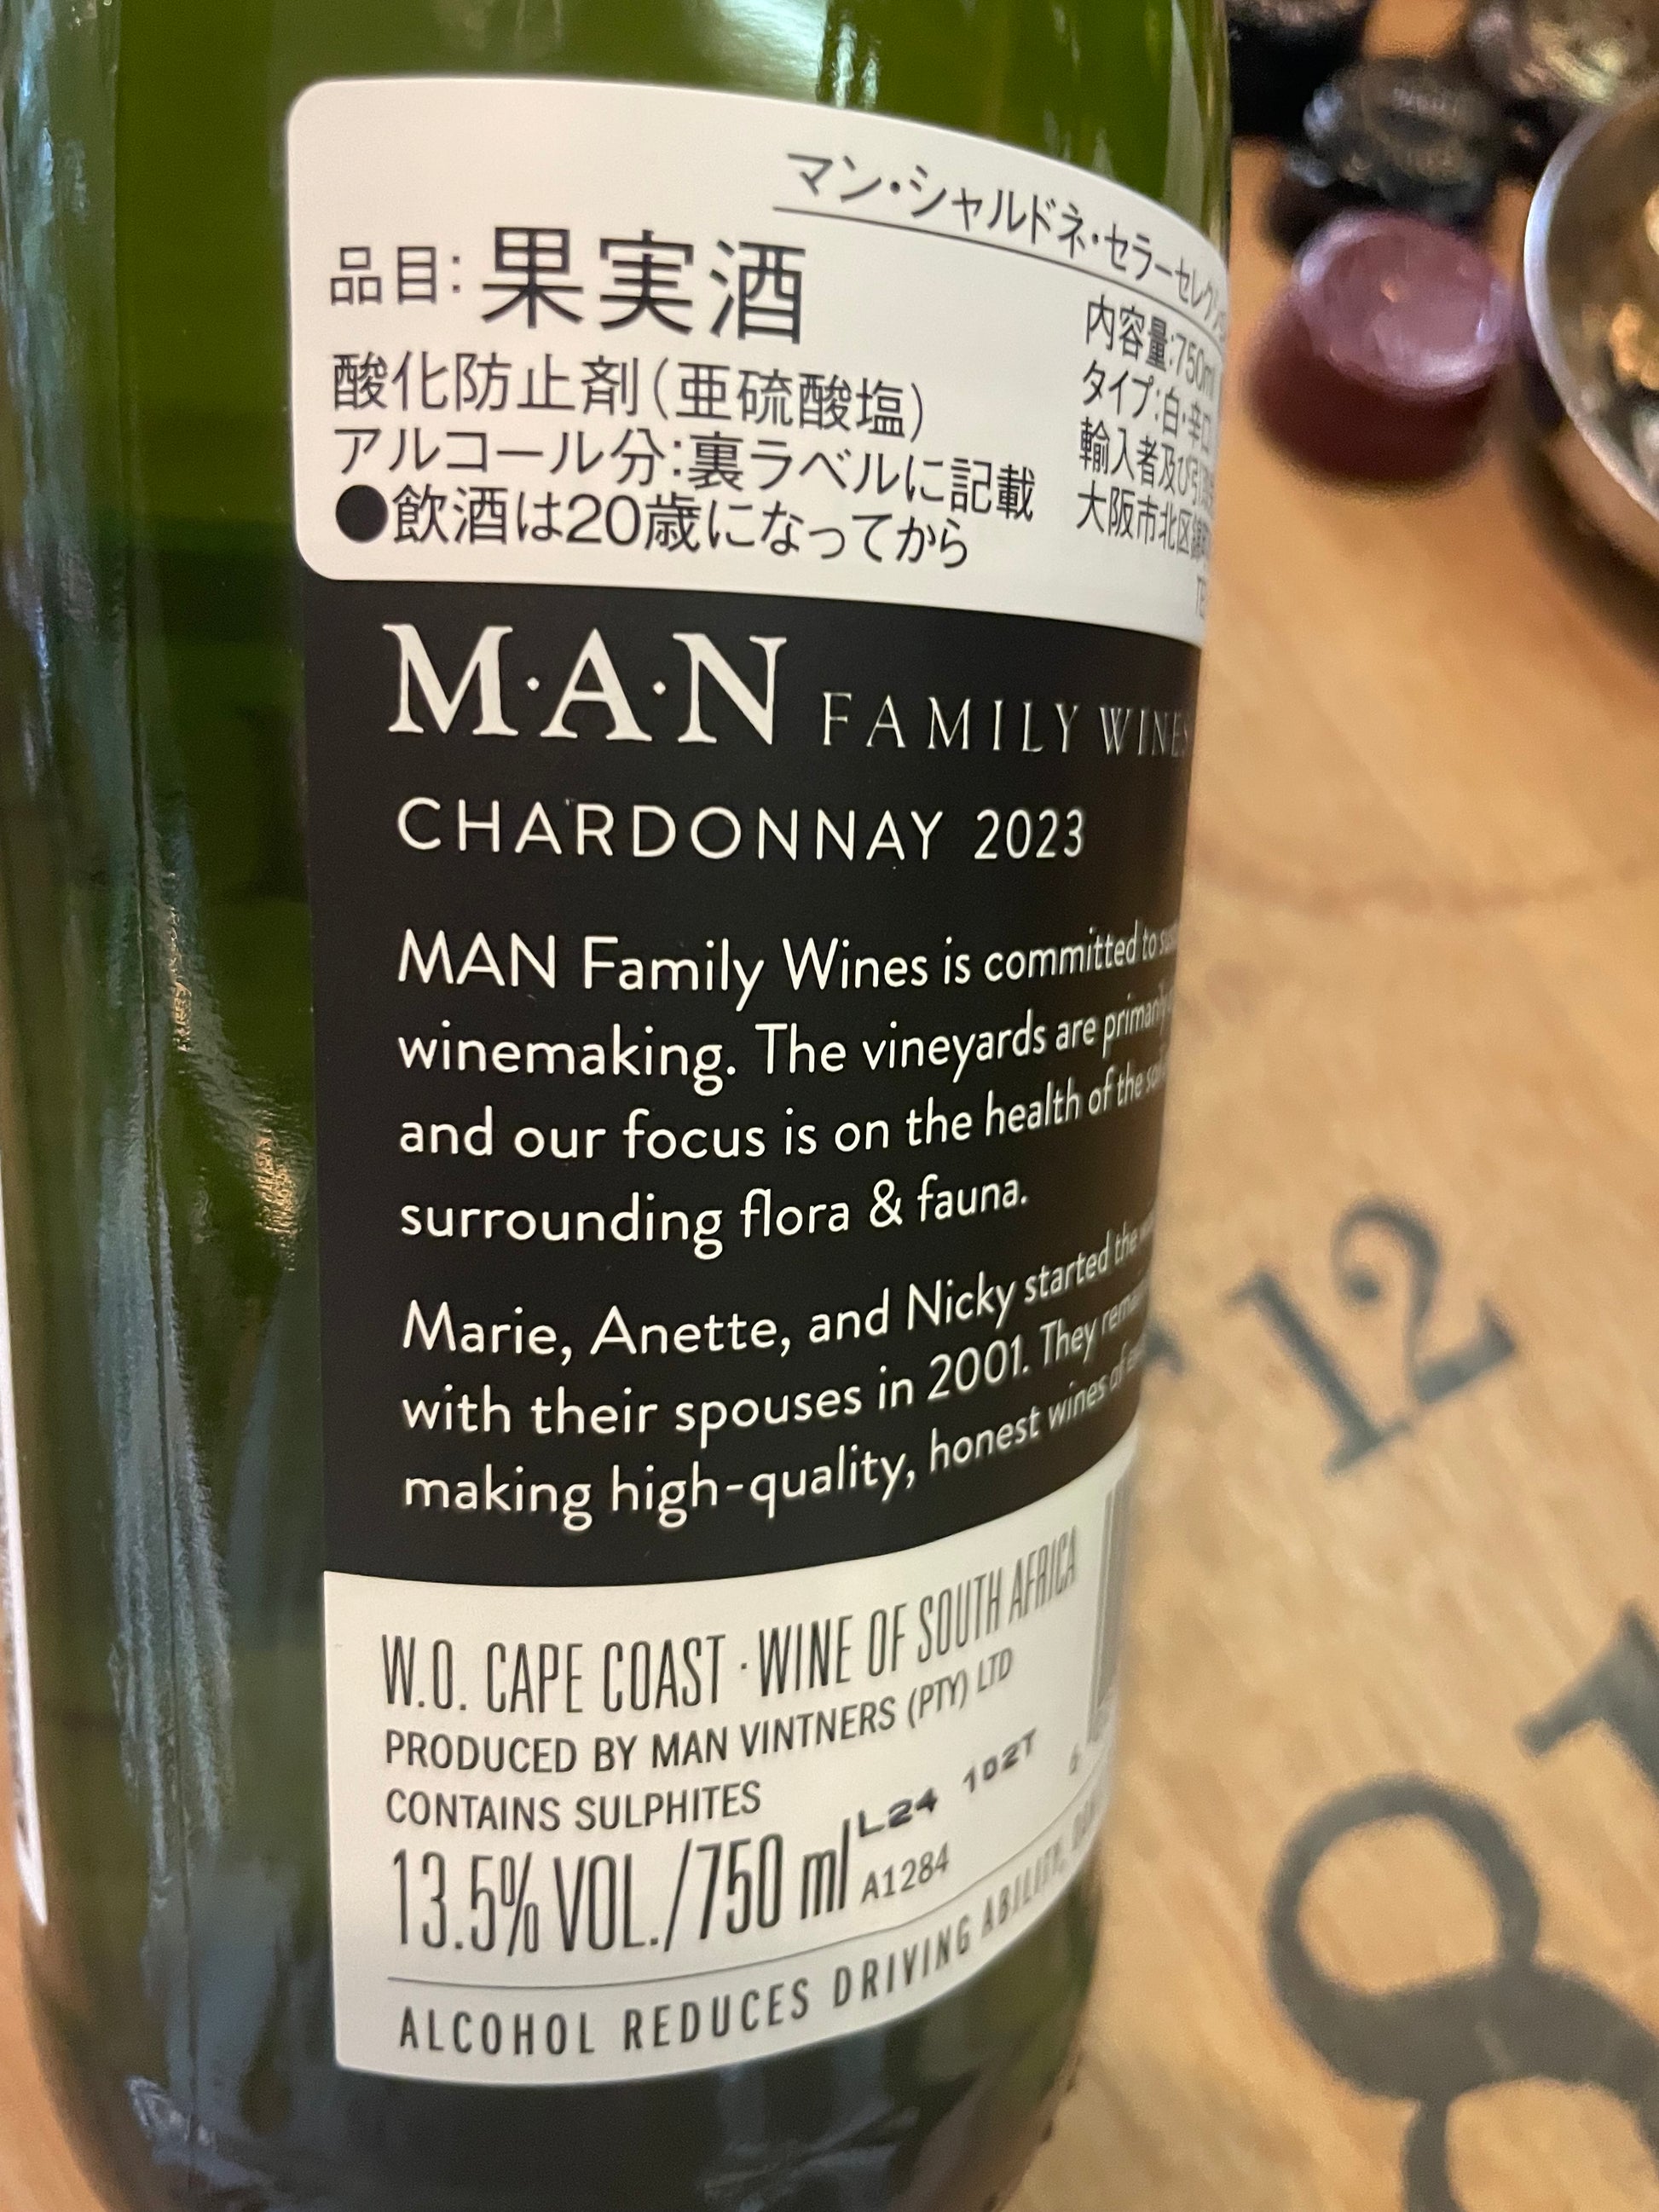 マン・シャルドネ・セラーセレクション
品目: 果実酒
酸化防止剤(亜硫酸塩)
アルコール分:裏ラベルに記載
●飲酒は20歳になってから
内容量:750ml
タイプ:白・辛口
輸入者及び引取
大阪市北区
M·A·N FAMILY WINES
CHARDONNAY 2023
MAN Family Wines is committed to
winemaking. The vineyards are primarily
and our focus is on the health of the
surrounding flora & fauna.
Marie, Anette, and Nicky started the
with their spouses in 2001. They
making high-quality, honest wines of
W.O. CAPE COAST · WINE OF SOUTH AFRICA
PRODUCED BY MAN VINTNERS (PTY) LTD
CONTAINS SULPHITES
L24 102T
13.5% VOL./750 ml A1284
ALCOHOL REDUCES DRIVING ABILITY,
12
8